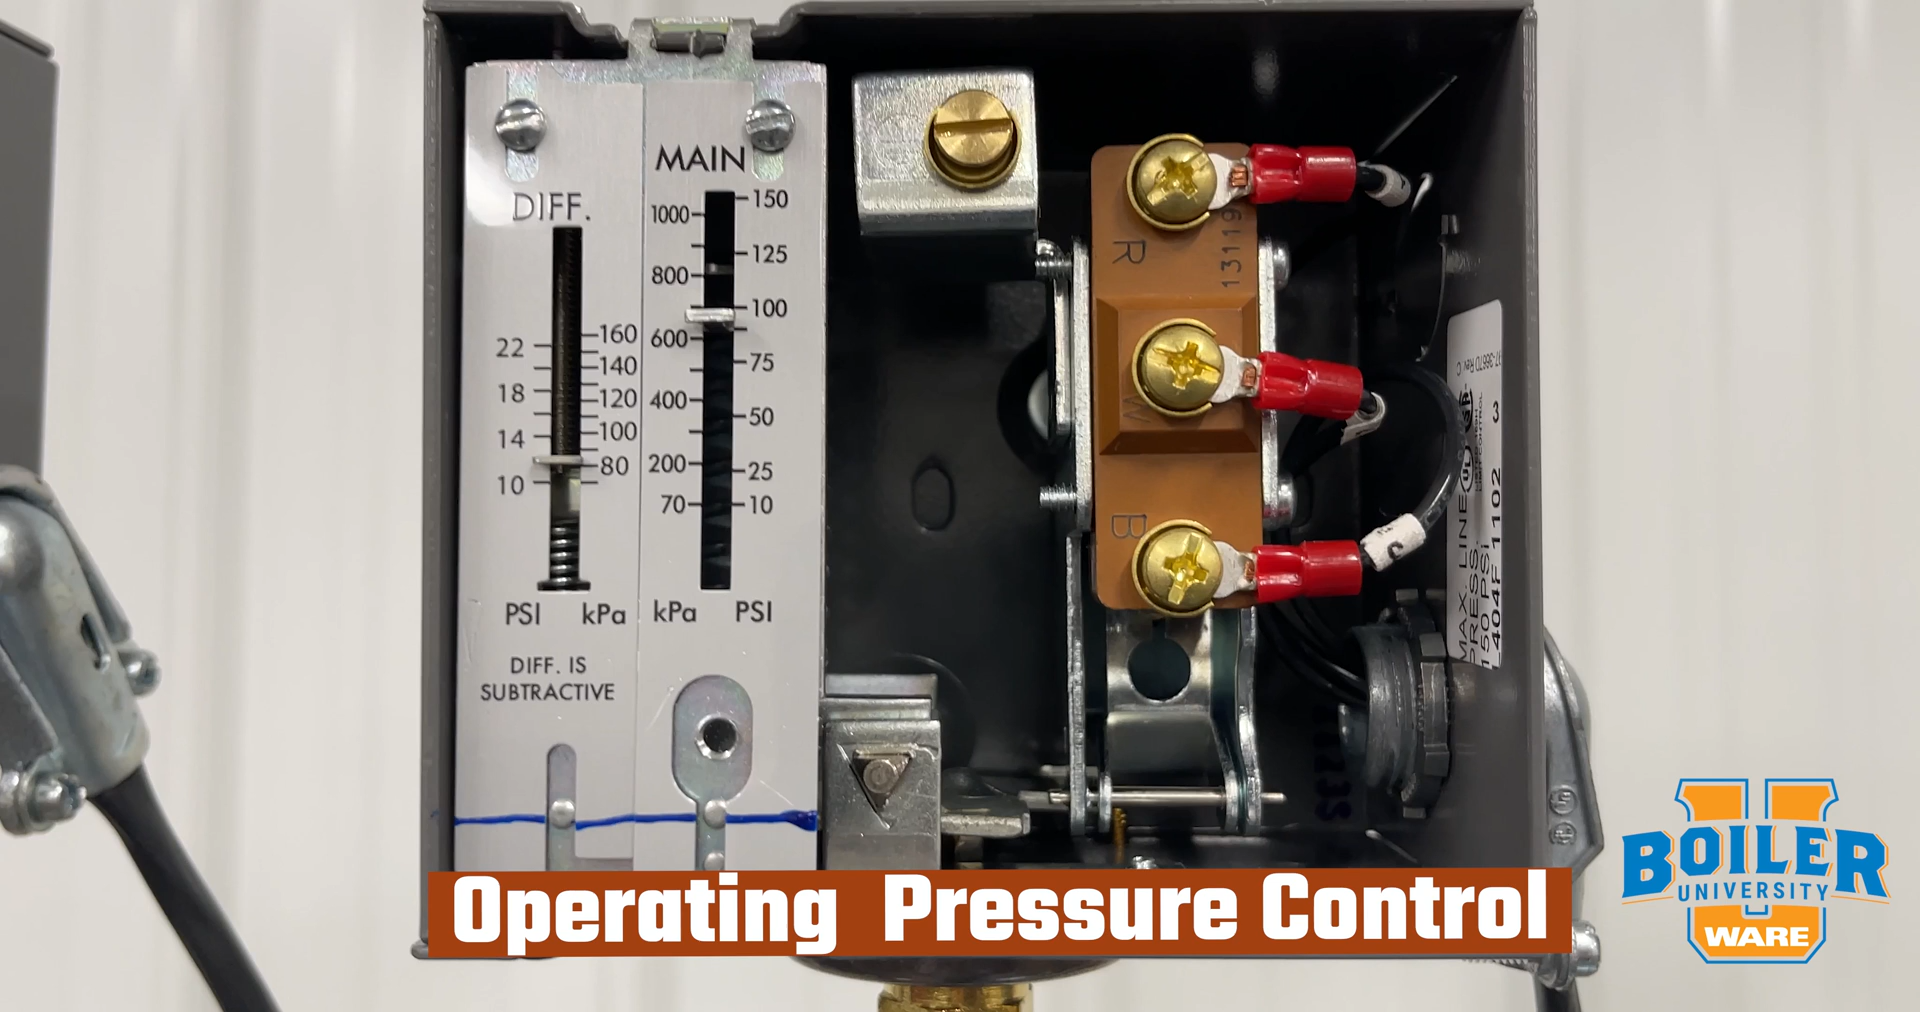 DIFF.
22
18
14
10
160
140
120
100
80
PSI kPa
DIFF. IS
SUBTRACTIVE
MAIN
1000
800
600
400
200
70
150
125
100
75
50
25
10
kPa PSI
R
W
B
13119
C
MAX. LINE
PRESS.
150 PSI
L404F 1102 3
Operating Pressure Control
BOILER
UNIVERSITY
WARE